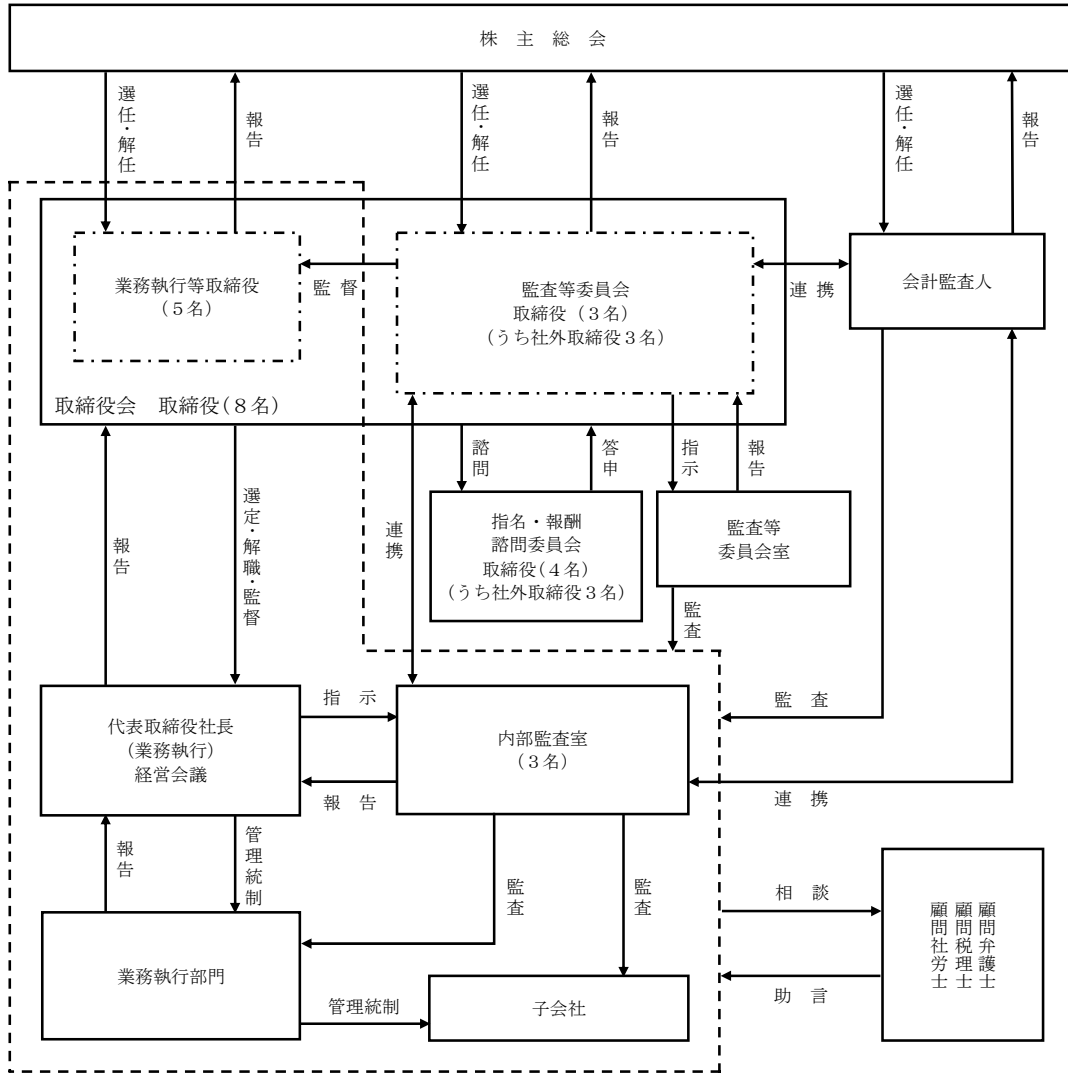 株主総会
選任・解任
報告
選任・解任
報告
選任・解任
報告
業務執行等取締役
(5名)
監督
監査等委員会
取締役(3名)
(うち社外取締役3名)
連携
会計監査人
取締役会　取締役(8名)
報告
選定・解職・監督
連携
諮問
答申
指示
報告
指名・報酬
諮問委員会
取締役(4名)
(うち社外取締役3名)
監査等
委員会室
監査
代表取締役社長
(業務執行)
経営会議
指示
報告
内部監査室
(3名)
監査
連携
報告
管理統制
監査
監査
相談
助言
顧問弁護士
顧問税理士
顧問社労士
業務執行部門
管理統制
子会社